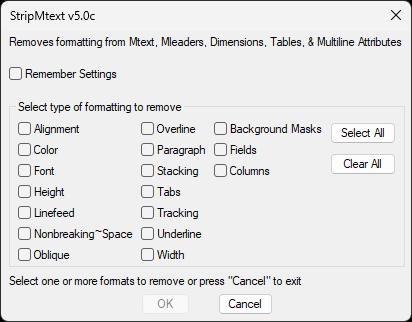 StripMtext v5.0c
Removes formatting from Mtext, Mleaders, Dimensions, Tables, & Multiline Attributes
Remember Settings
Select type of formatting to remove
Alignment Overline Background Masks Select All
Color Paragraph Fields
Font Stacking Columns Clear All
Height Tabs
Linefeed Tracking
Nonbreaking~Space Underline
Oblique Width
Select one or more formats to remove or press "Cancel" to exit
OK Cancel